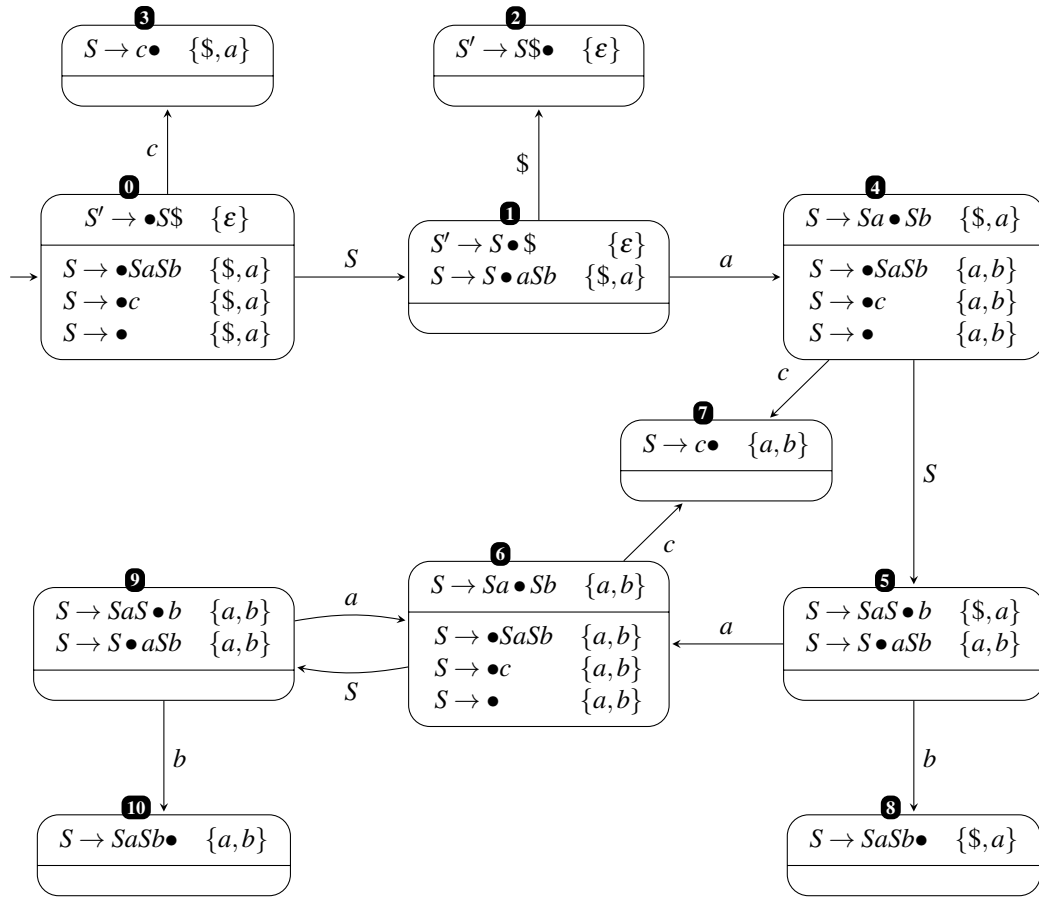 3
S → c● {$, a}
2
S′ → S$● {ε}
c
$
0
S′ → ●S$ {ε}
S → ●SaSb {$, a}
S → ●c {$, a}
S → ● {$, a}
S
1
S′ → S●$ {ε}
S → S●aSb {$, a}
a
4
S → Sa●Sb {$, a}
S → ●SaSb {a, b}
S → ●c {a, b}
S → ● {a, b}
c
S
7
S → c● {a, b}
c
9
S → SaS●b {a, b}
S → S●aSb {a, b}
a
S
6
S → Sa●Sb {a, b}
S → ●SaSb {a, b}
S → ●c {a, b}
S → ● {a, b}
a
5
S → SaS●b {$, a}
S → S●aSb {a, b}
b
b
10
S → SaSb● {a, b}
8
S → SaSb● {$, a}